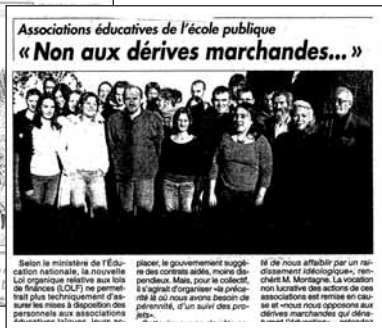 Associations éducatives de l'école publique
« Non aux dérives marchandes... »
Selon le ministère de l'Édu-
cation nationale, la nouvelle
Loi organique relative aux lois
de finances (LOLF) ne permet-
trait plus techniquement d'as-
surer les mises à disposition des
personnels aux associations
éducatives laïques.
placer, le gouvernement suggè-
re des contrats aidés, moins dis-
pendieux. Mais, pour le collectif,
il s'agirait d'organiser «la préca-
rité là où nous avons besoin de
pérennité, d'un suivi des pro-
jets».
té de nous affaiblir par un rai-
dissement idéologique», ren-
chérit M. Montagne. La vocation
non lucrative des actions de ces
associations est remise en cau-
se et «nous nous opposons aux
dérives marchandes qui déna-